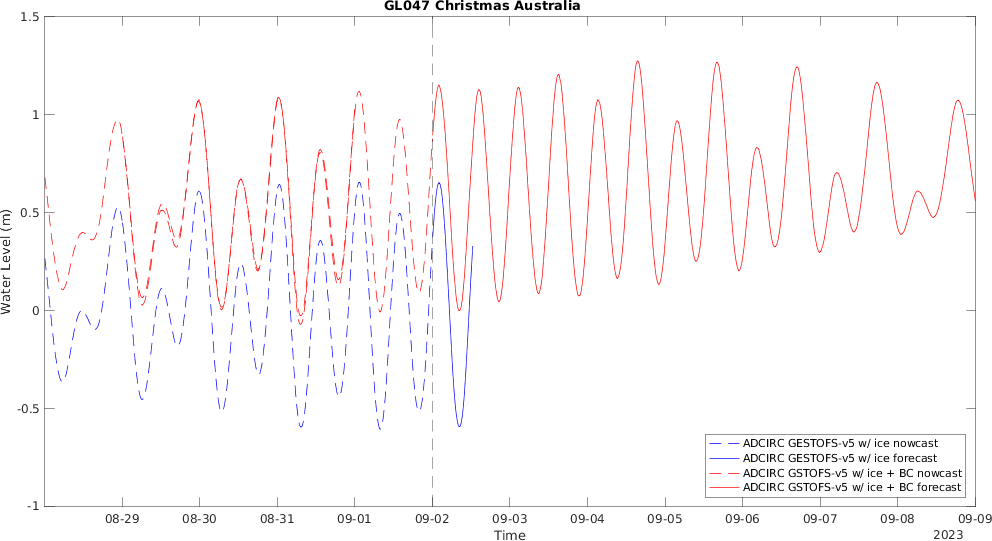 GL047 Christmas Australia
1.5
1
0.5
0
-0.5
-1
Water Level (m)
08-29 08-30 08-31 09-01 09-02 09-03 09-04 09-05 09-06 09-07 09-08 09-09
Time
2023
ADCIRC GESTOFS-v5 w/ ice nowcast
ADCIRC GESTOFS-v5 w/ ice forecast
ADCIRC GSTOFS-v5 w/ ice + BC nowcast
ADCIRC GSTOFS-v5 w/ ice + BC forecast